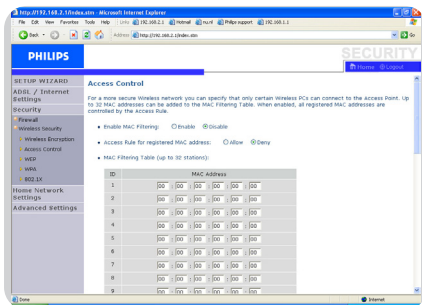 http://192.168.2.1/index.stm - Microsoft Internet Explorer
File Edit View Favorites Tools Help Links 192.168.2.1 Hotmail nu.nl Philips support 192.168.1.1
Back Address http://192.168.2.1/index.stm Go
PHILIPS
SECURITY
Home Logout
SETUP WIZARD
ADSL / Internet Settings
Security
Firewall
Wireless Security
Wireless Encryption
Access Control
WEP
WPA
802.1X
Home Network Settings
Advanced Settings
Access Control
For a more secure Wireless network you can specify that only certain Wireless PCs can connect to the Access Point. Up
to 32 MAC addresses can be added to the MAC Filtering Table. When enabled, all registered MAC addresses are
controlled by the Access Rule.
• Enable MAC Filtering: Enable Disable
• Access Rule for registered MAC address: Allow Deny
• MAC Filtering Table (up to 32 stations):
ID MAC Address
1 00 : 00 : 00 : 00 : 00 : 00
2 00 : 00 : 00 : 00 : 00 : 00
3 00 : 00 : 00 : 00 : 00 : 00
4 00 : 00 : 00 : 00 : 00 : 00
5 00 : 00 : 00 : 00 : 00 : 00
6 00 : 00 : 00 : 00 : 00 : 00
7 00 : 00 : 00 : 00 : 00 : 00
8 00 : 00 : 00 : 00 : 00 : 00
9 00 : 00 : 00 : 00 : 00 : 00
Done Internet